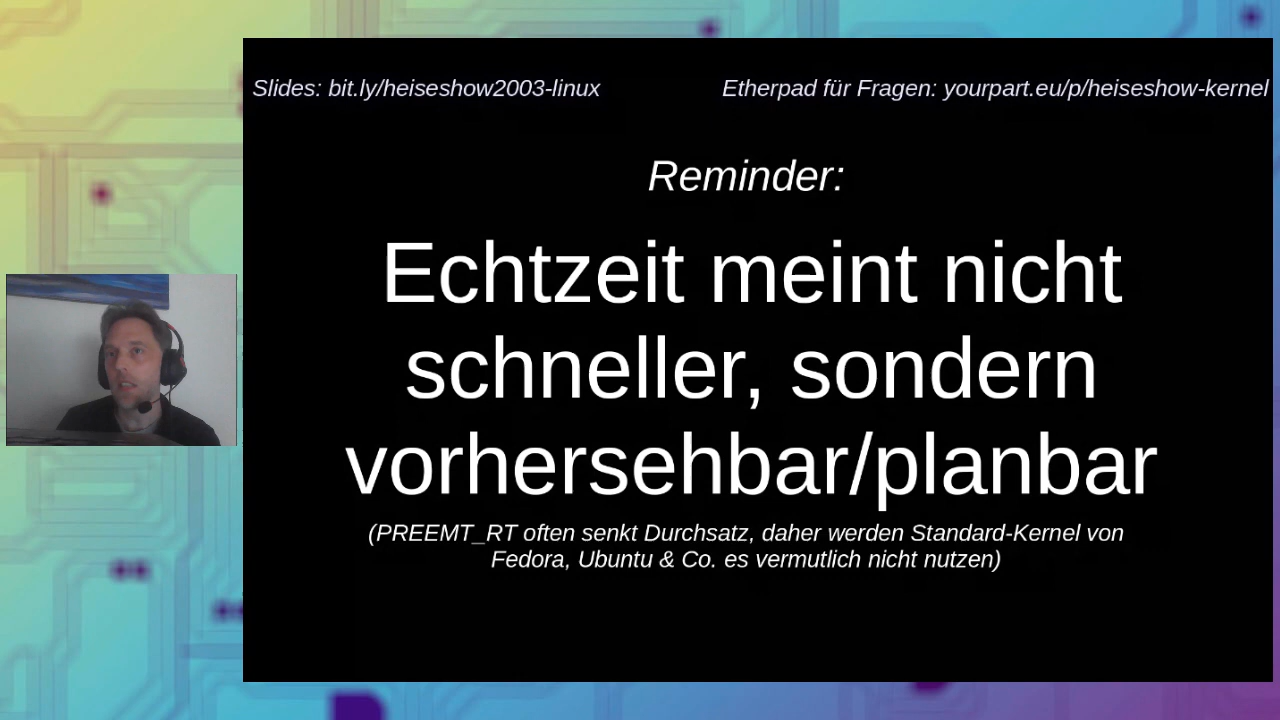 Slides: bit.ly/heiseshow2003-linux
Etherpad für Fragen: yourpart.eu/p/heiseshow-kernel
Reminder:
Echtzeit meint nicht
schneller, sondern
vorhersehbar/planbar
(PREEMT_RT often senkt Durchsatz, daher werden Standard-Kernel von
Fedora, Ubuntu & Co. es vermutlich nicht nutzen)